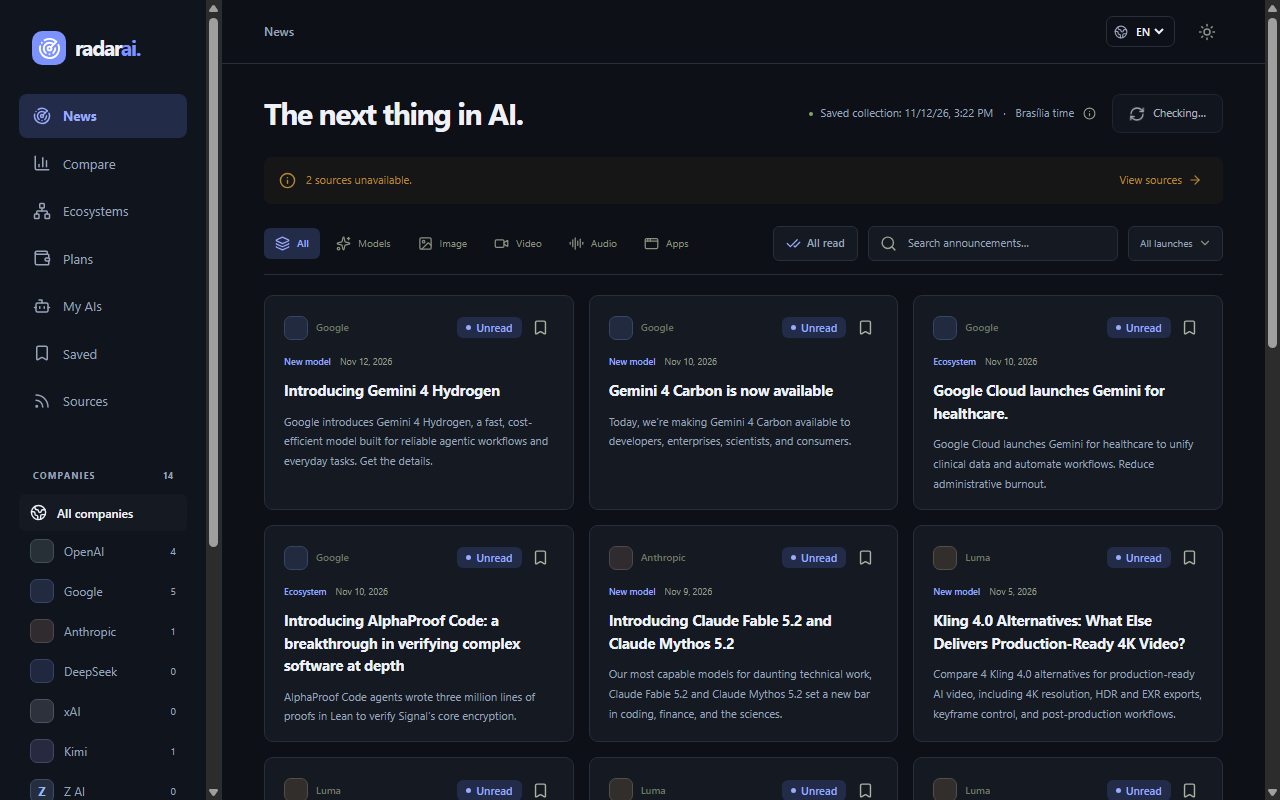 radarai.
News
Compare
Ecosystems
Plans
My AIs
Saved
Sources
COMPANIES 14
All companies
OpenAI 4
Google 5
Anthropic 1
DeepSeek 0
xAI 0
Kimi 1
Z Z AI 0
News
EN
The next thing in AI.
• Saved collection: 11/12/26, 3:22 PM · Brasília time
Checking...
2 sources unavailable.
View sources →
All Models Image Video Audio Apps
All read
Search announcements...
All launches
Google • Unread
New model Nov 12, 2026
Introducing Gemini 4 Hydrogen
Google introduces Gemini 4 Hydrogen, a fast, cost-
efficient model built for reliable agentic workflows and
everyday tasks. Get the details.
Google • Unread
New model Nov 10, 2026
Gemini 4 Carbon is now available
Today, we're making Gemini 4 Carbon available to
developers, enterprises, scientists, and consumers.
Google • Unread
Ecosystem Nov 10, 2026
Google Cloud launches Gemini for
healthcare.
Google Cloud launches Gemini for healthcare to unify
clinical data and automate workflows. Reduce
administrative burnout.
Google • Unread
Ecosystem Nov 10, 2026
Introducing AlphaProof Code: a
breakthrough in verifying complex
software at depth
AlphaProof Code agents wrote three million lines of
proofs in Lean to verify Signal's core encryption.
Anthropic • Unread
New model Nov 9, 2026
Introducing Claude Fable 5.2 and
Claude Mythos 5.2
Our most capable models for daunting technical work,
Claude Fable 5.2 and Claude Mythos 5.2 set a new bar
in coding, finance, and the sciences.
Luma • Unread
New model Nov 5, 2026
Kling 4.0 Alternatives: What Else
Delivers Production-Ready 4K Video?
Compare 4 Kling 4.0 alternatives for production-ready
AI video, including 4K resolution, HDR and EXR exports,
keyframe control, and post-production workflows.
Luma • Unread
Luma • Unread
Luma • Unread